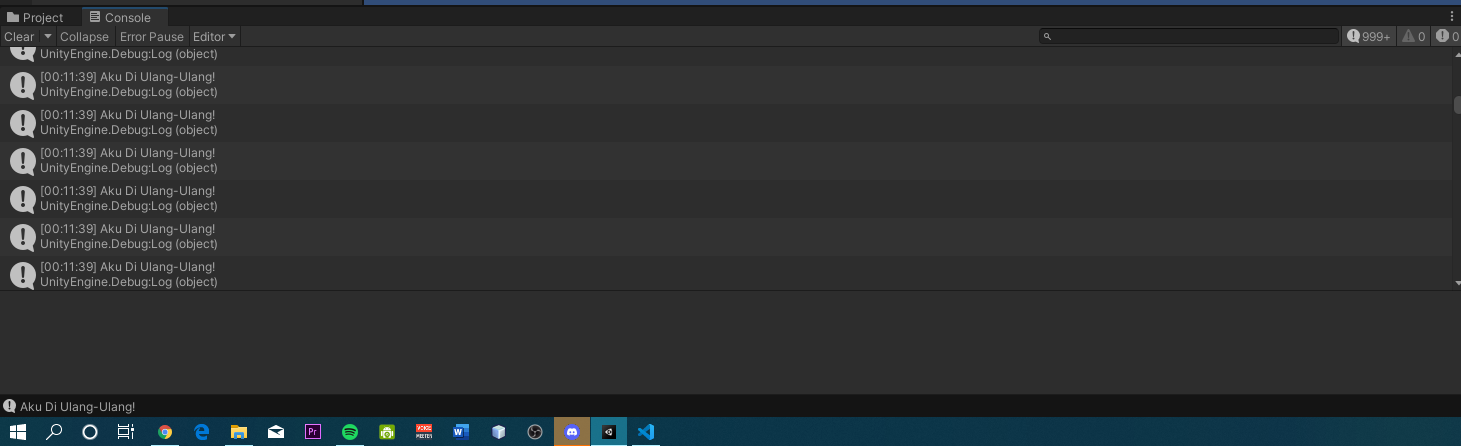 Project Console
Clear Collapse Error Pause Editor 999+ 0 0
UnityEngine.Debug:Log (object)
[00:11:39] Aku Di Ulang-Ulang!
UnityEngine.Debug:Log (object)
[00:11:39] Aku Di Ulang-Ulang!
UnityEngine.Debug:Log (object)
[00:11:39] Aku Di Ulang-Ulang!
UnityEngine.Debug:Log (object)
[00:11:39] Aku Di Ulang-Ulang!
UnityEngine.Debug:Log (object)
[00:11:39] Aku Di Ulang-Ulang!
UnityEngine.Debug:Log (object)
[00:11:39] Aku Di Ulang-Ulang!
UnityEngine.Debug:Log (object)
Aku Di Ulang-Ulang!
Pr
VOICE
MEETER
W